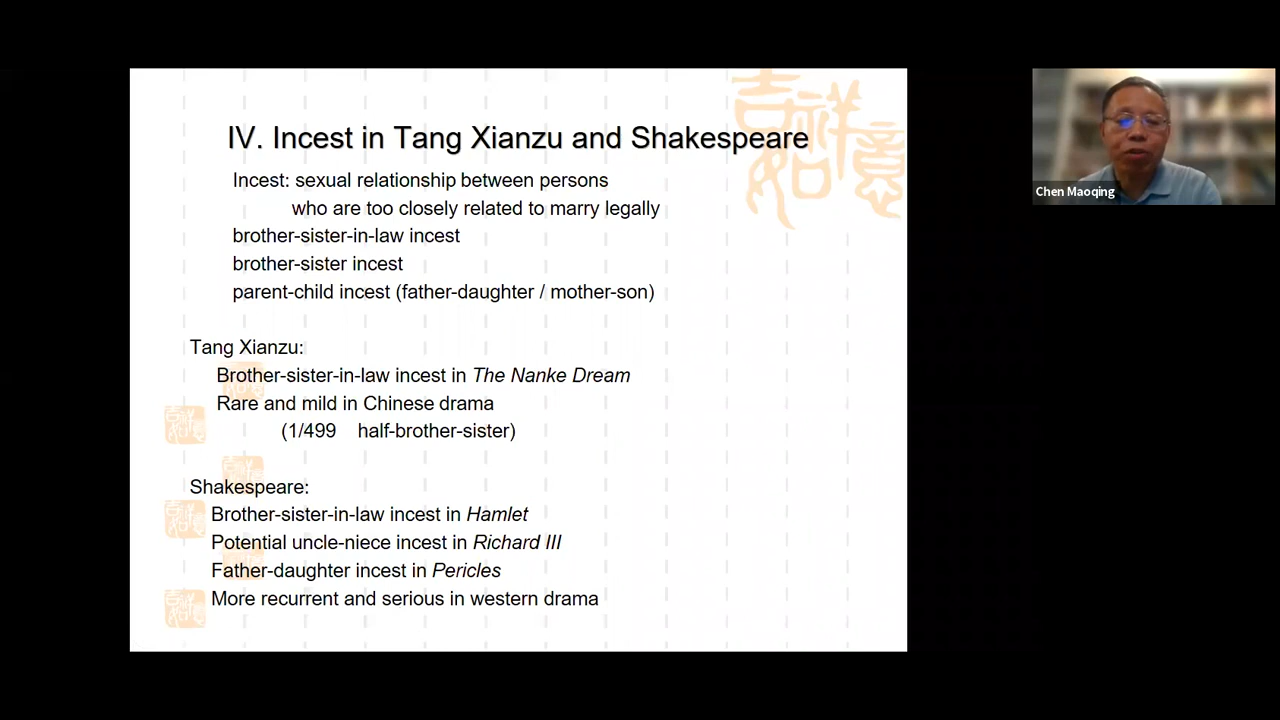 IV. Incest in Tang Xianzu and Shakespeare
Incest: sexual relationship between persons
who are too closely related to marry legally
brother-sister-in-law incest
brother-sister incest
parent-child incest (father-daughter / mother-son)
Tang Xianzu:
Brother-sister-in-law incest in The Nanke Dream
Rare and mild in Chinese drama
(1/499 half-brother-sister)
Shakespeare:
Brother-sister-in-law incest in Hamlet
Potential uncle-niece incest in Richard III
Father-daughter incest in Pericles
More recurrent and serious in western drama
吉祥如意
Chen Maoqing